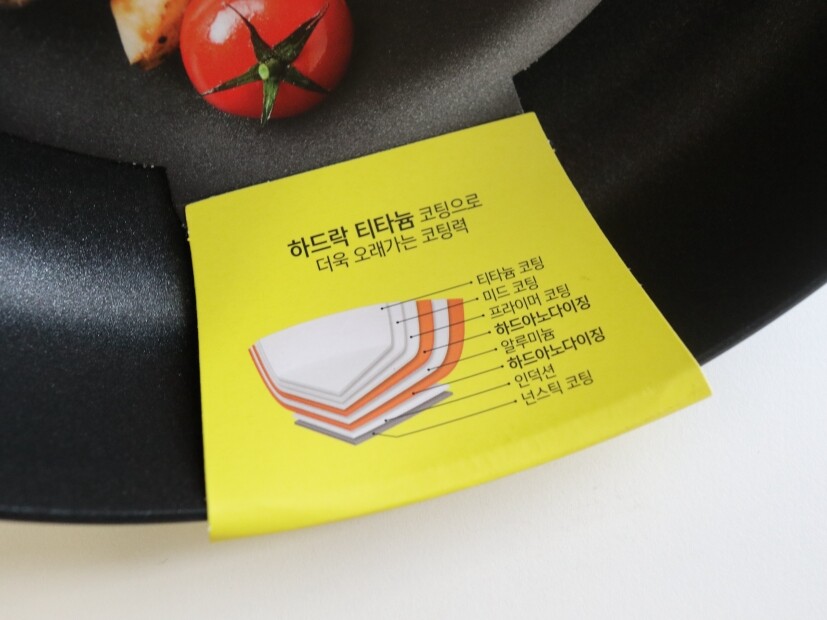 하드락 티타늄 코팅으로
더욱 오래가는 코팅력
티타늄 코팅
미드 코팅
프라이머 코팅
하드아노다이징
알루미늄
하드아노다이징
인덕션
넌스틱 코팅